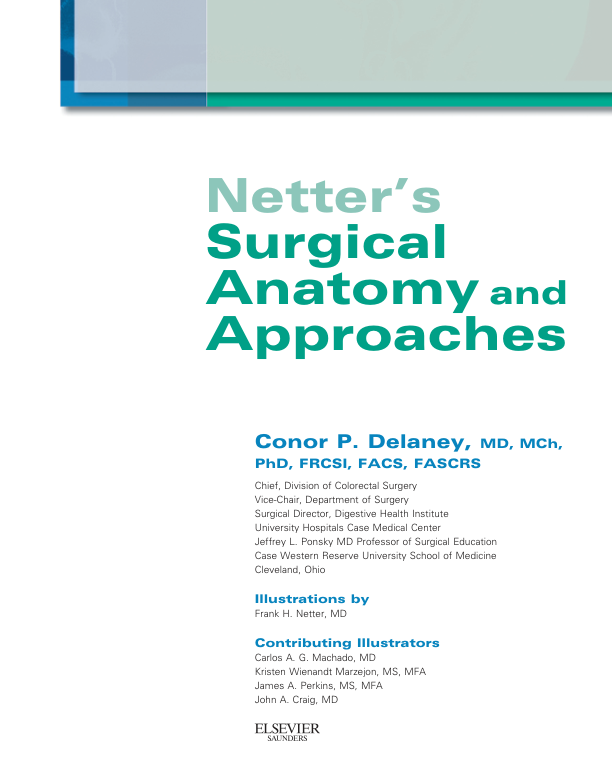 Netter's
Surgical
Anatomy and
Approaches
Conor P. Delaney, MD, MCh,
PhD, FRCSI, FACS, FASCRS
Chief, Division of Colorectal Surgery
Vice-Chair, Department of Surgery
Surgical Director, Digestive Health Institute
University Hospitals Case Medical Center
Jeffrey L. Ponsky MD Professor of Surgical Education
Case Western Reserve University School of Medicine
Cleveland, Ohio
Illustrations by
Frank H. Netter, MD
Contributing Illustrators
Carlos A. G. Machado, MD
Kristen Wienandt Marzejon, MS, MFA
James A. Perkins, MS, MFA
John A. Craig, MD
ELSEVIER
SAUNDERS